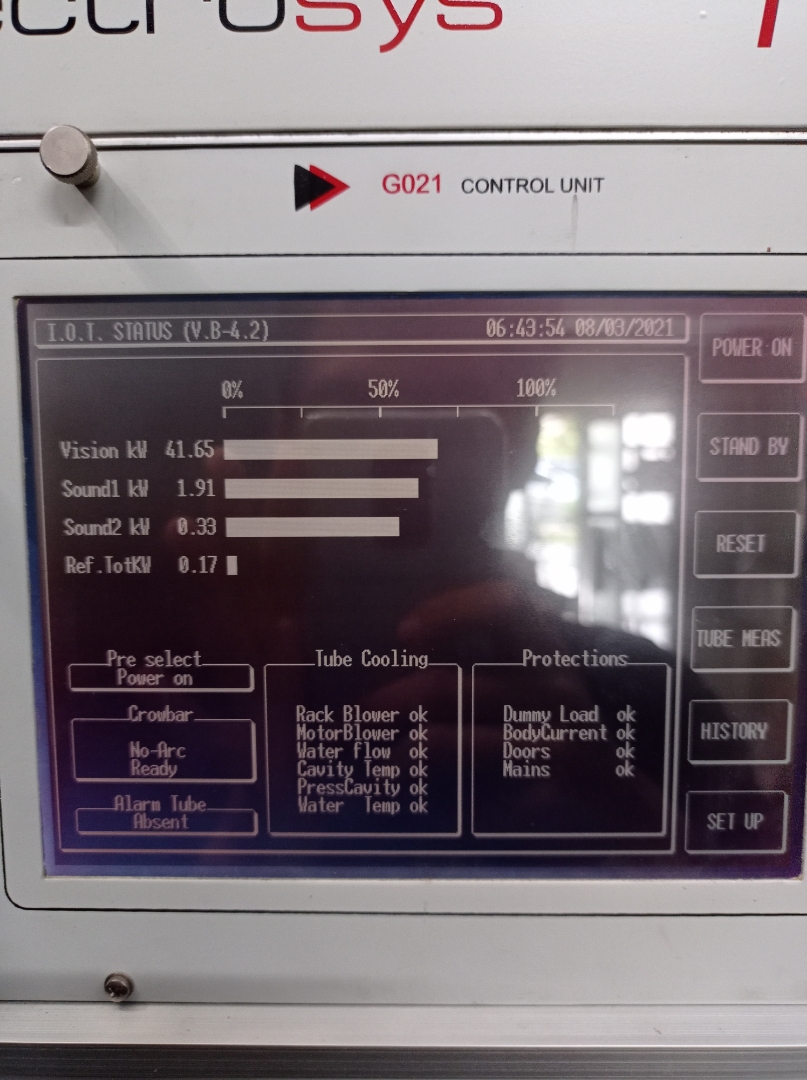 ectrosys
G021 CONTROL UNIT
I.O.T. STATUS (V.B-4.2) 06:43:54 08/03/2021
0% 50% 100%
Vision kW 41.65
Sound1 kW 1.91
Sound2 kW 0.33
Ref.TotKW 0.17
POWER ON
STAND BY
RESET
TUBE MEAS
HISTORY
SET UP
Pre select
Power on
Crowbar
No-Arc
Ready
Alarm Tube
Absent
Tube Cooling
Rack Blower ok
MotorBlower ok
Water flow ok
Cavity Temp ok
PressCavity ok
Water Temp ok
Protections
Dummy Load ok
BodyCurrent ok
Doors ok
Mains ok